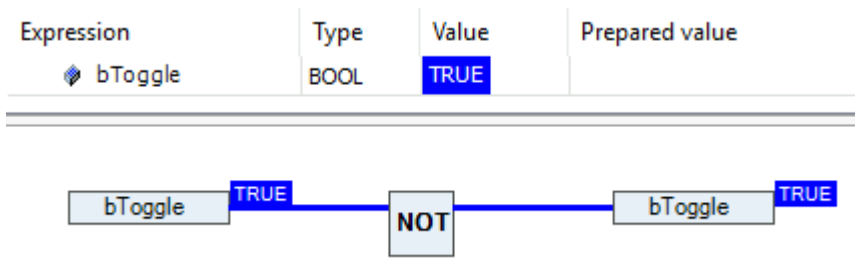 Expression Type Value Prepared value
bToggle BOOL TRUE
bToggle TRUE NOT bToggle TRUE